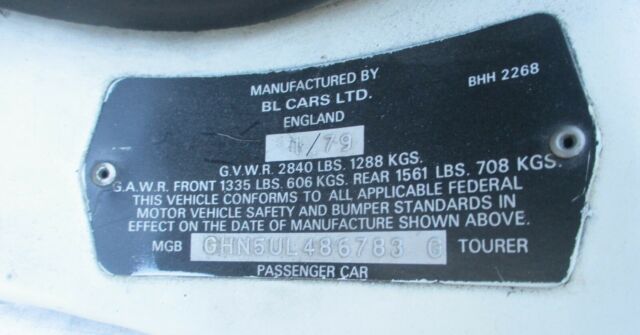 MANUFACTURED BY BHH 2268
BL CARS LTD.
ENGLAND
4/79
G.V.W.R. 2840 LBS. 1288 KGS.
G.A.W.R. FRONT 1335 LBS. 606 KGS. REAR 1561 LBS. 708 KGS.
THIS VEHICLE CONFORMS TO ALL APPLICABLE FEDERAL
MOTOR VEHICLE SAFETY AND BUMPER STANDARDS IN
EFFECT ON THE DATE OF MANUFACTURE SHOWN ABOVE.
MGB GHN5UL486783 G TOURER
PASSENGER CAR